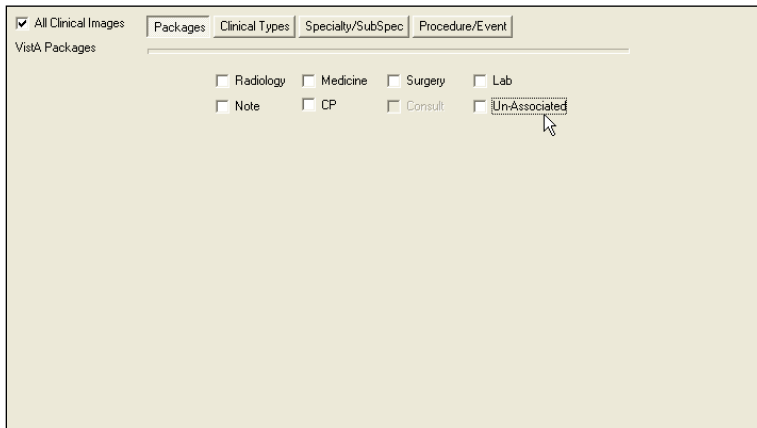 All Clinical Images Packages Clinical Types Specialty/SubSpec Procedure/Event
VistA Packages
Radiology Medicine Surgery Lab
Note CP Consult Un-Associated